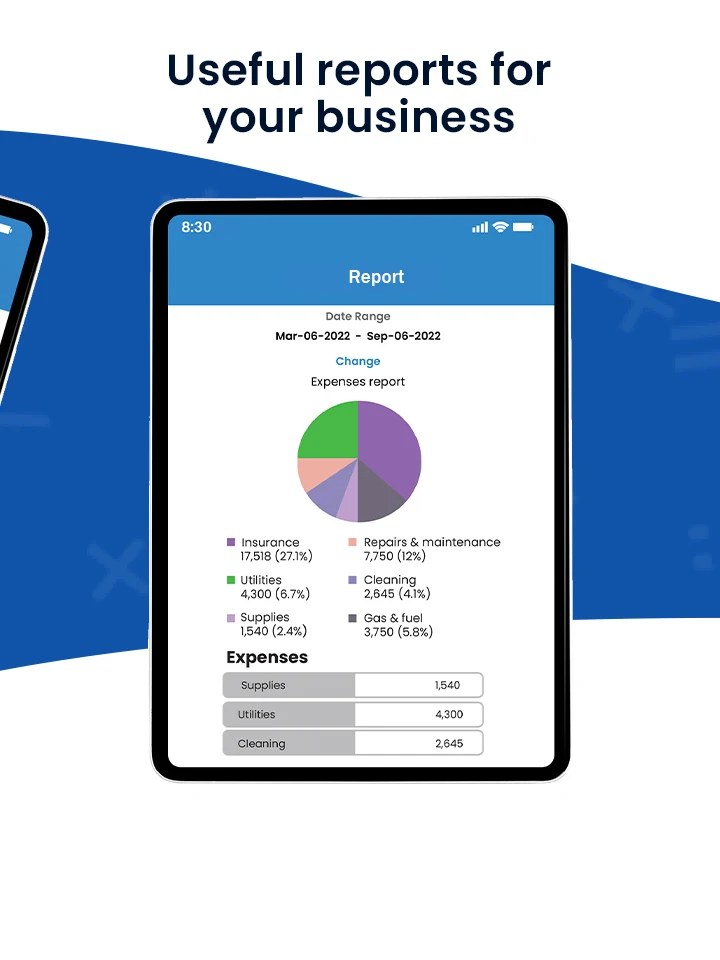 Useful reports for
your business
8:30
Report
Date Range
Mar-06-2022 - Sep-06-2022
Change
Expenses report
Insurance
17,518 (27.1%)
Repairs & maintenance
7,750 (12%)
Utilities
4,300 (6.7%)
Cleaning
2,645 (4.1%)
Supplies
1,540 (2.4%)
Gas & fuel
3,750 (5.8%)
Expenses
Supplies 1,540
Utilities 4,300
Cleaning 2,645